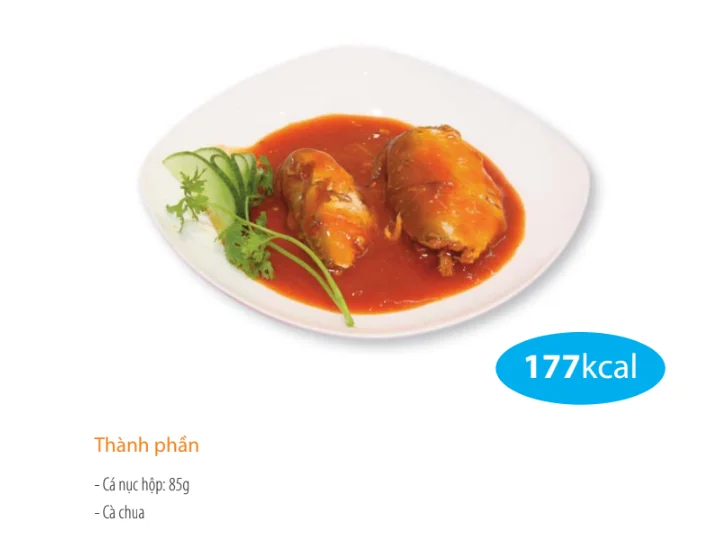 177kcal
Thành phần
- Cá nục hộp: 85g
- Cà chua